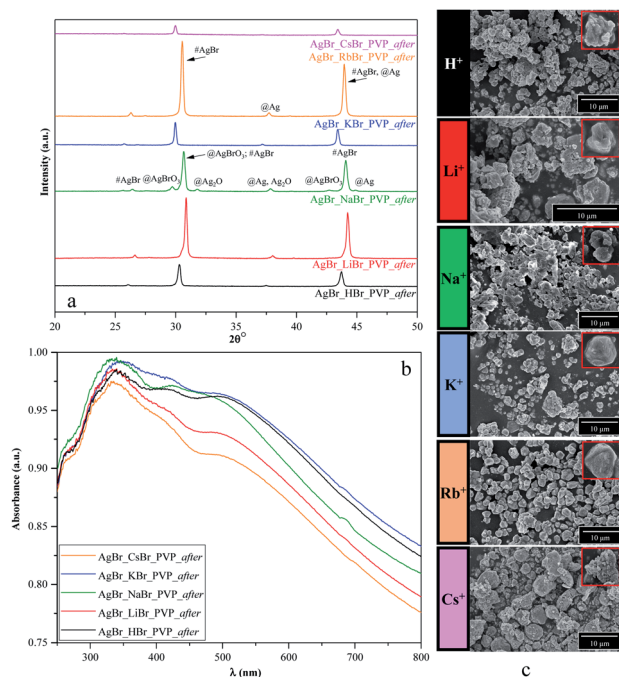 AgBr_CsBr_PVP_after
#AgBr
AgBr_RbBr_PVP_after
#AgBr, @Ag
@Ag
AgBr_KBr_PVP_after
@AgBrO₃; #AgBr
#AgBr
#AgBr @AgBrO₃
@Ag₂O
@Ag, Ag₂O
@AgBrO₃
@Ag
AgBr_NaBr_PVP_after
AgBr_LiBr_PVP_after
AgBr_HBr_PVP_after
a
Intensity (a.u.)
20 25 30 35 40 45 50
2θ°
b
1.00
0.95
0.90
0.85
0.80
0.75
Absorbance (a.u.)
AgBr_CsBr_PVP_after
AgBr_KBr_PVP_after
AgBr_NaBr_PVP_after
AgBr_LiBr_PVP_after
AgBr_HBr_PVP_after
300 400 500 600 700 800
λ (nm)
H⁺
10 μm
Li⁺
10 μm
Na⁺
10 μm
K⁺
10 μm
Rb⁺
10 μm
Cs⁺
10 μm
c